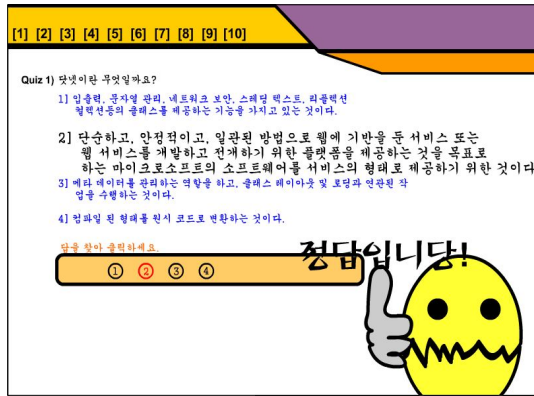 [1] [2] [3] [4] [5] [6] [7] [8] [9] [10]
Quiz 1) 닷넷이란 무엇일까요?
1] 입출력, 문자열 관리, 네트워크 보안, 스레딩 텍스트, 리플렉션
컬렉션등의 클래스를 제공하는 기능을 가지고 있는 것이다.
2] 단순하고, 안정적이고, 일관된 방법으로 웹에 기반을 둔 서비스 또는
웹 서비스를 개발하고 전개하기 위한 플랫폼을 제공하는 것을 목표로
하는 마이크로소프트의 소프트웨어를 서비스의 형태로 제공하기 위한 것이다
3] 메타 데이터를 관리하는 역할을 하고, 클래스 레이아웃 및 로딩과 연관된 작
업을 수행하는 것이다.
4] 컴파일 된 형태를 원시 코드로 변환하는 것이다.
답을 찾아 클릭하세요.
정답입니당!
① ② ③ ④